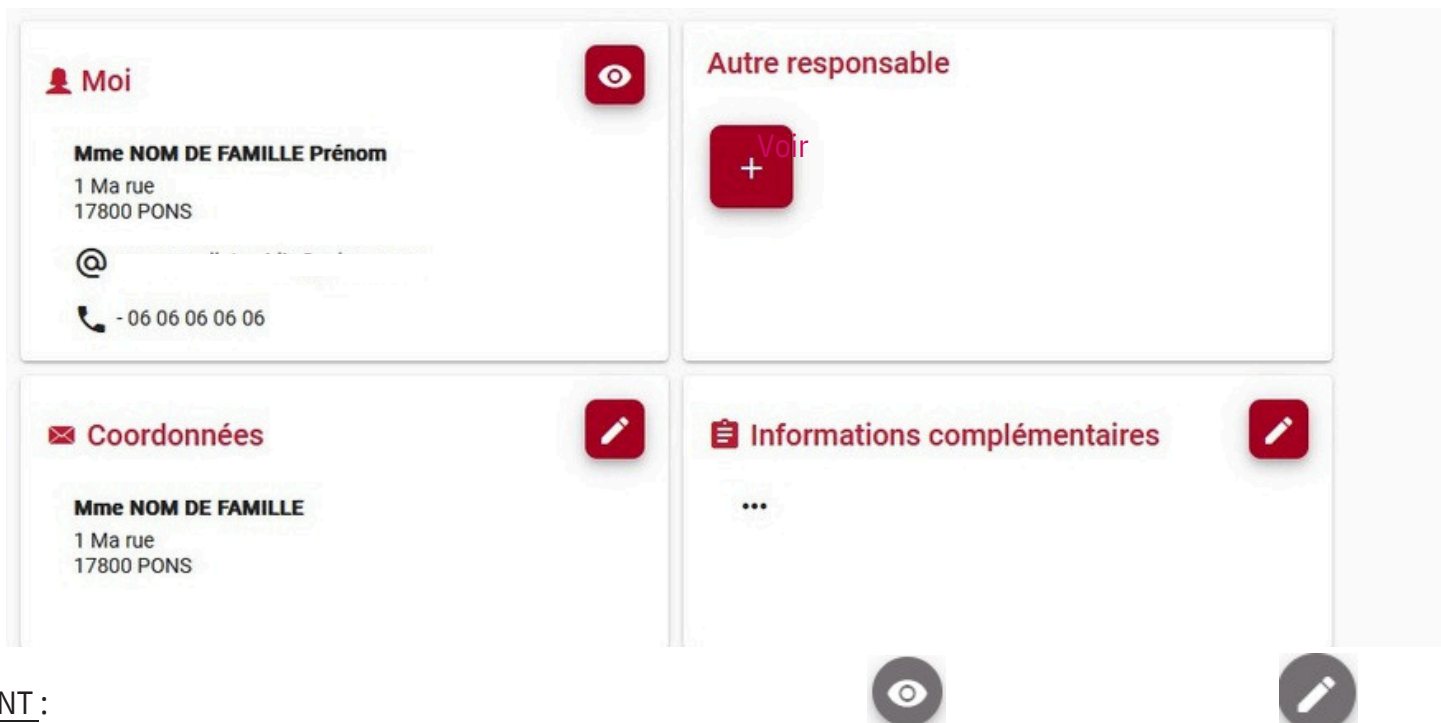 Moi
Mme NOM DE FAMILLE Prénom
1 Ma rue
17800 PONS
@
- 06 06 06 06 06
Autre responsable
Voir
+
Coordonnées
Mme NOM DE FAMILLE
1 Ma rue
17800 PONS
Informations complémentaires
...
NT :